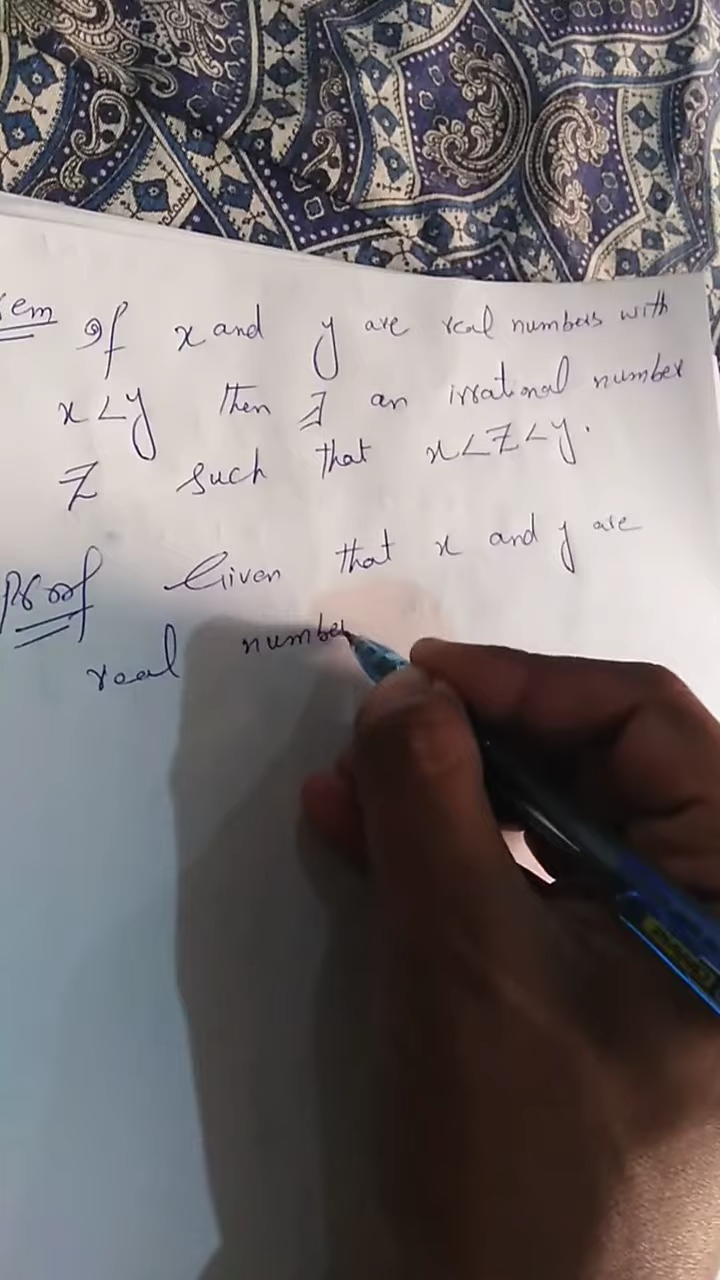 em If x and y are real numbers with
x<y then ∃ an irrational number
Z such that x<Z<y.
Proof Given that x and y are
real number